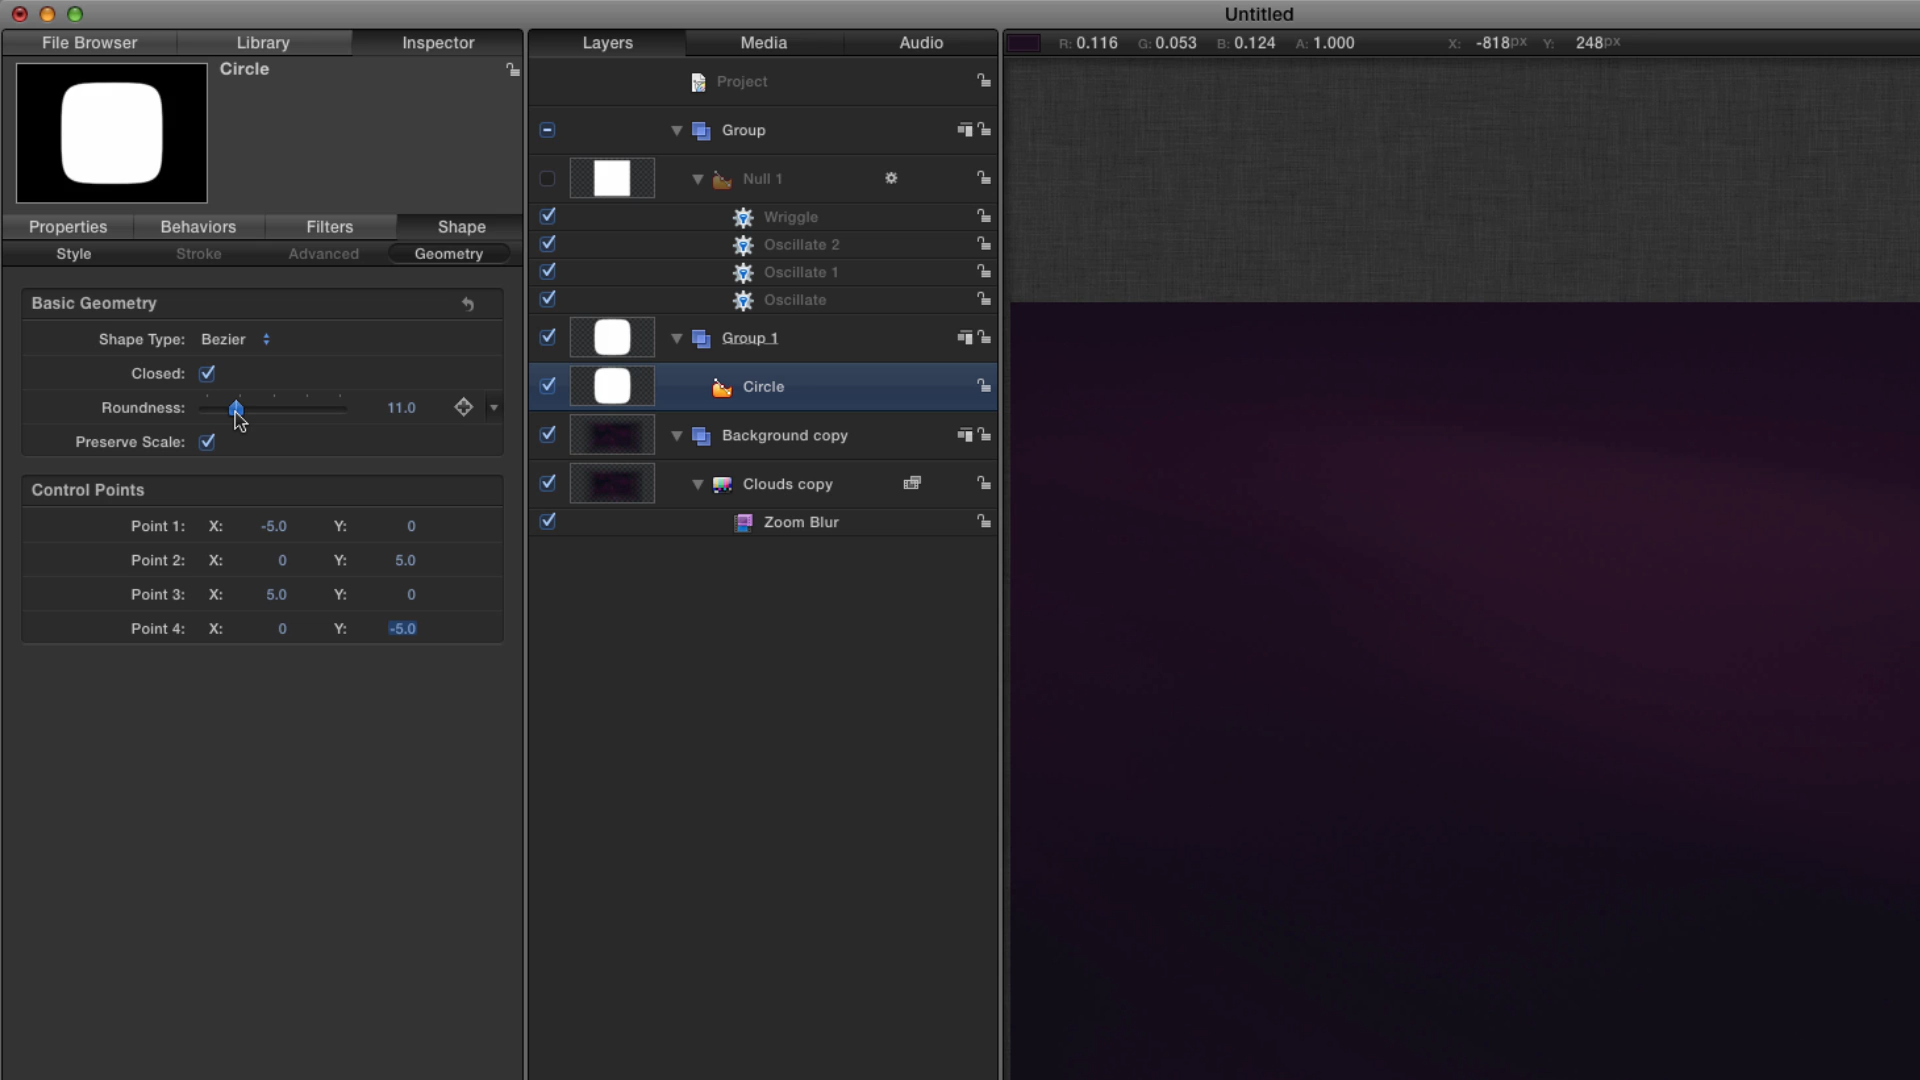 Untitled
File Browser Library Inspector
Circle
Properties Behaviors Filters Shape
Style Stroke Advanced Geometry
Basic Geometry
Shape Type: Bezier
Closed:
Roundness: 11.0
Preserve Scale:
Control Points
Point 1: X: -5.0 Y: 0
Point 2: X: 0 Y: 5.0
Point 3: X: 5.0 Y: 0
Point 4: X: 0 Y: -5.0
Layers Media Audio
Project
Group
Null 1
Wriggle
Oscillate 2
Oscillate 1
Oscillate
Group 1
Circle
Background copy
Clouds copy
Zoom Blur
R: 0.116 G: 0.053 B: 0.124 A: 1.000 X: -818px Y: 248px